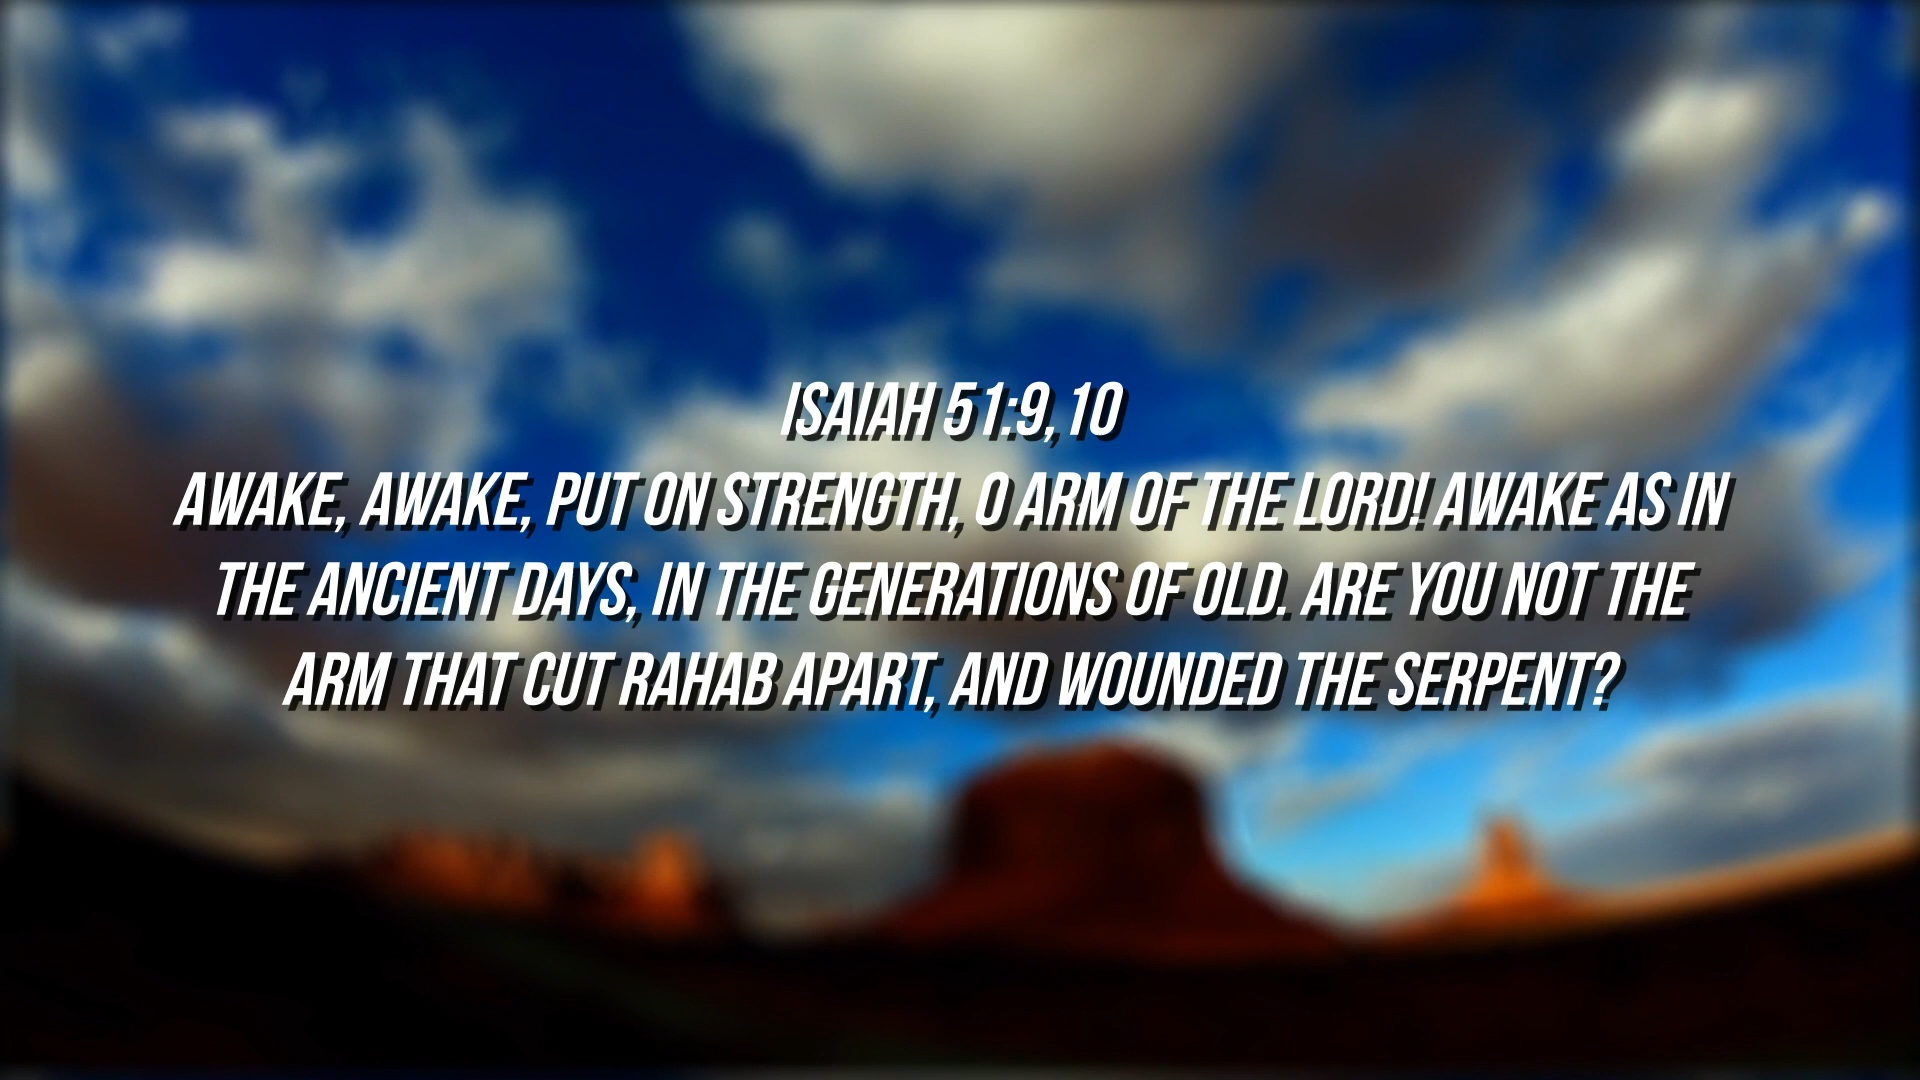 ISAIAH 51:9,10
AWAKE, AWAKE, PUT ON STRENGTH, O ARM OF THE LORD! AWAKE AS IN
THE ANCIENT DAYS, IN THE GENERATIONS OF OLD. ARE YOU NOT THE
ARM THAT CUT RAHAB APART, AND WOUNDED THE SERPENT?